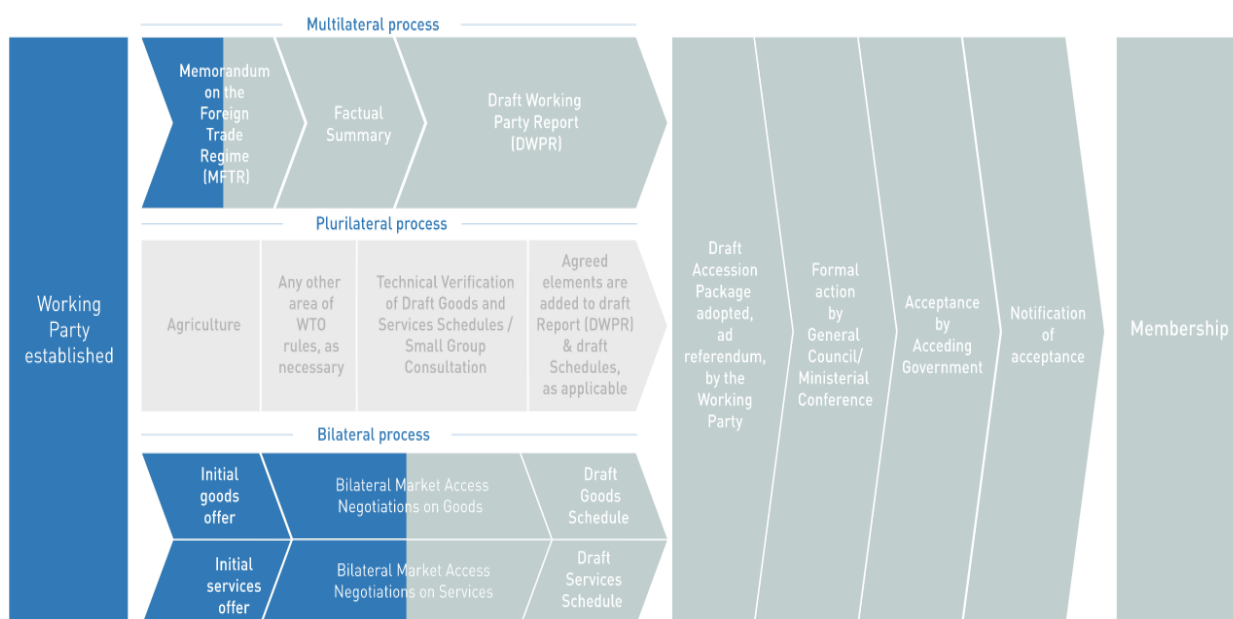 Multilateral process
Working
Party
established
Memorandum
on the
Foreign
Trade
Regime
(MFTR)
Factual
Summary
Draft Working
Party Report
(DWPR)
Plurilateral process
Agriculture
Any other
area of
WTO
rules, as
necessary
Technical Verification
of Draft Goods and
Services Schedules /
Small Group
Consultation
Agreed
elements are
added to draft
Report (DWPR)
& draft
Schedules,
as applicable
Bilateral process
Initial
goods
offer
Bilateral Market Access
Negotiations on Goods
Draft
Goods
Schedule
Initial
services
offer
Bilateral Market Access
Negotiations on Services
Draft
Services
Schedule
Draft
Accession
Package
adopted,
ad
referendum,
by the
Working
Party
Formal
action
by
General
Council/
Ministerial
Conference
Acceptance
by
Acceding
Government
Notification
of
acceptance
Membership